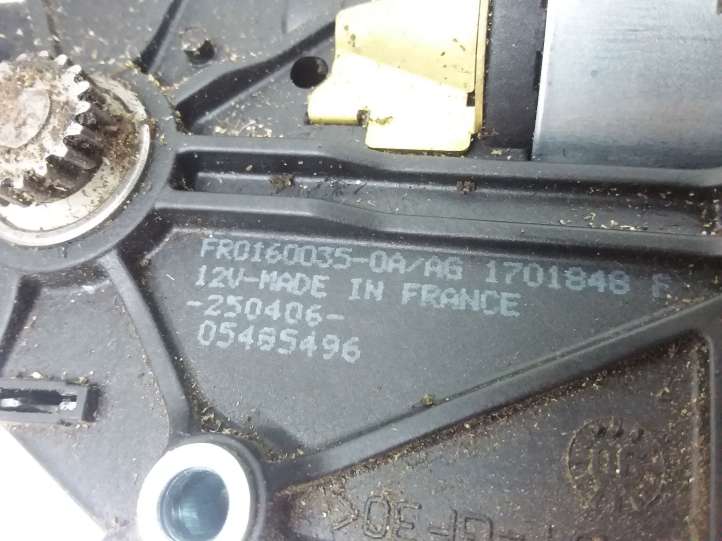 FR0160035-0A/AG 1701848 F
12V-MADE IN FRANCE
-250406-
05485496